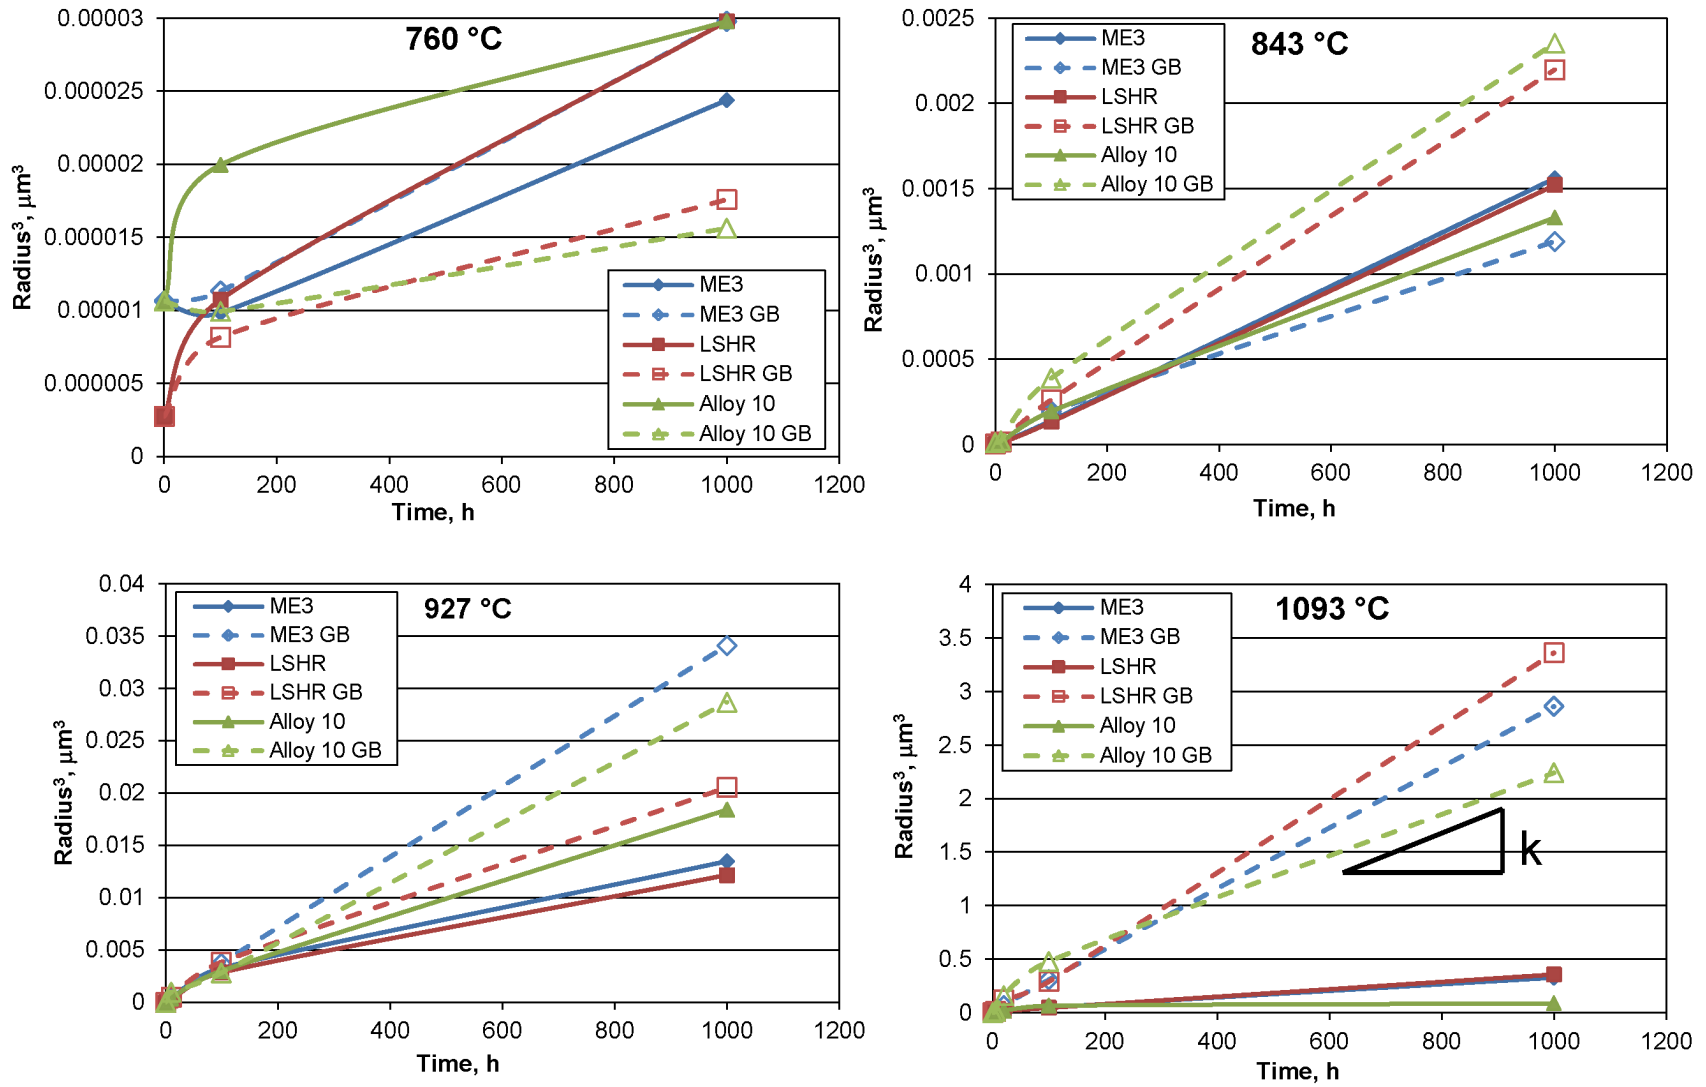 760 °C
0.00003
0.000025
0.00002
0.000015
0.00001
0.000005
0
Radius³, μm³
ME3
ME3 GB
LSHR
LSHR GB
Alloy 10
Alloy 10 GB
0 200 400 600 800 1000 1200
Time, h
843 °C
0.0025
0.002
0.0015
0.001
0.0005
0
Radius³, μm³
ME3
ME3 GB
LSHR
LSHR GB
Alloy 10
Alloy 10 GB
0 200 400 600 800 1000 1200
Time, h
927 °C
0.04
0.035
0.03
0.025
0.02
0.015
0.01
0.005
0
Radius³, μm³
ME3
ME3 GB
LSHR
LSHR GB
Alloy 10
Alloy 10 GB
0 200 400 600 800 1000 1200
Time, h
1093 °C
4
3.5
3
2.5
2
1.5
1
0.5
0
Radius³, μm³
ME3
ME3 GB
LSHR
LSHR GB
Alloy 10
Alloy 10 GB
k
0 200 400 600 800 1000 1200
Time, h